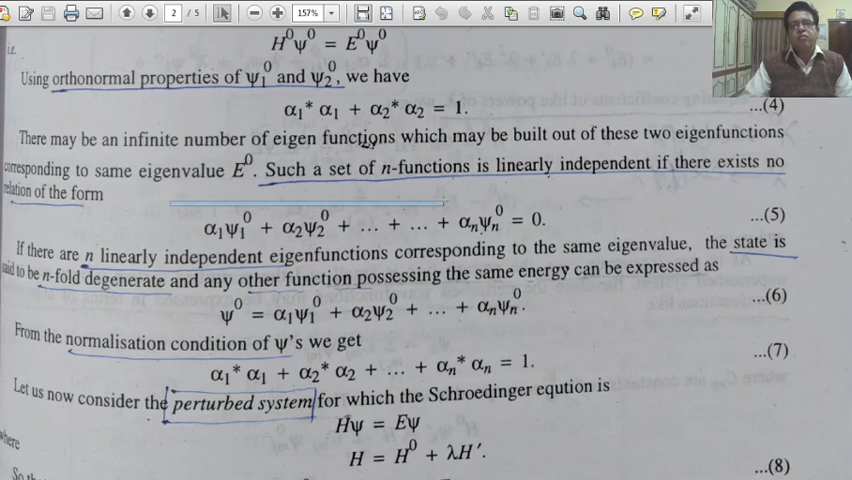 2 / 5
157%
H⁰ψ⁰ = E⁰ψ⁰
Using orthonormal properties of ψ₁⁰ and ψ₂⁰, we have
α₁* α₁ + α₂* α₂ = 1. ...(4)
There may be an infinite number of eigen functions which may be built out of these two eigenfunctions
corresponding to same eigenvalue E⁰. Such a set of n-functions is linearly independent if there exists no
relation of the form
α₁ψ₁⁰ + α₂ψ₂⁰ + ... + ... + αₙψₙ⁰ = 0. ...(5)
If there are n linearly independent eigenfunctions corresponding to the same eigenvalue, the state is
said to be n-fold degenerate and any other function possessing the same energy can be expressed as
ψ⁰ = α₁ψ₁⁰ + α₂ψ₂⁰ + ... + αₙψₙ⁰. ...(6)
From the normalisation condition of ψ's we get
α₁* α₁ + α₂* α₂ + ... + αₙ* αₙ = 1. ...(7)
Let us now consider the perturbed system for which the Schroedinger eqution is
Hψ = Eψ
where
H = H⁰ + λH'. ...(8)